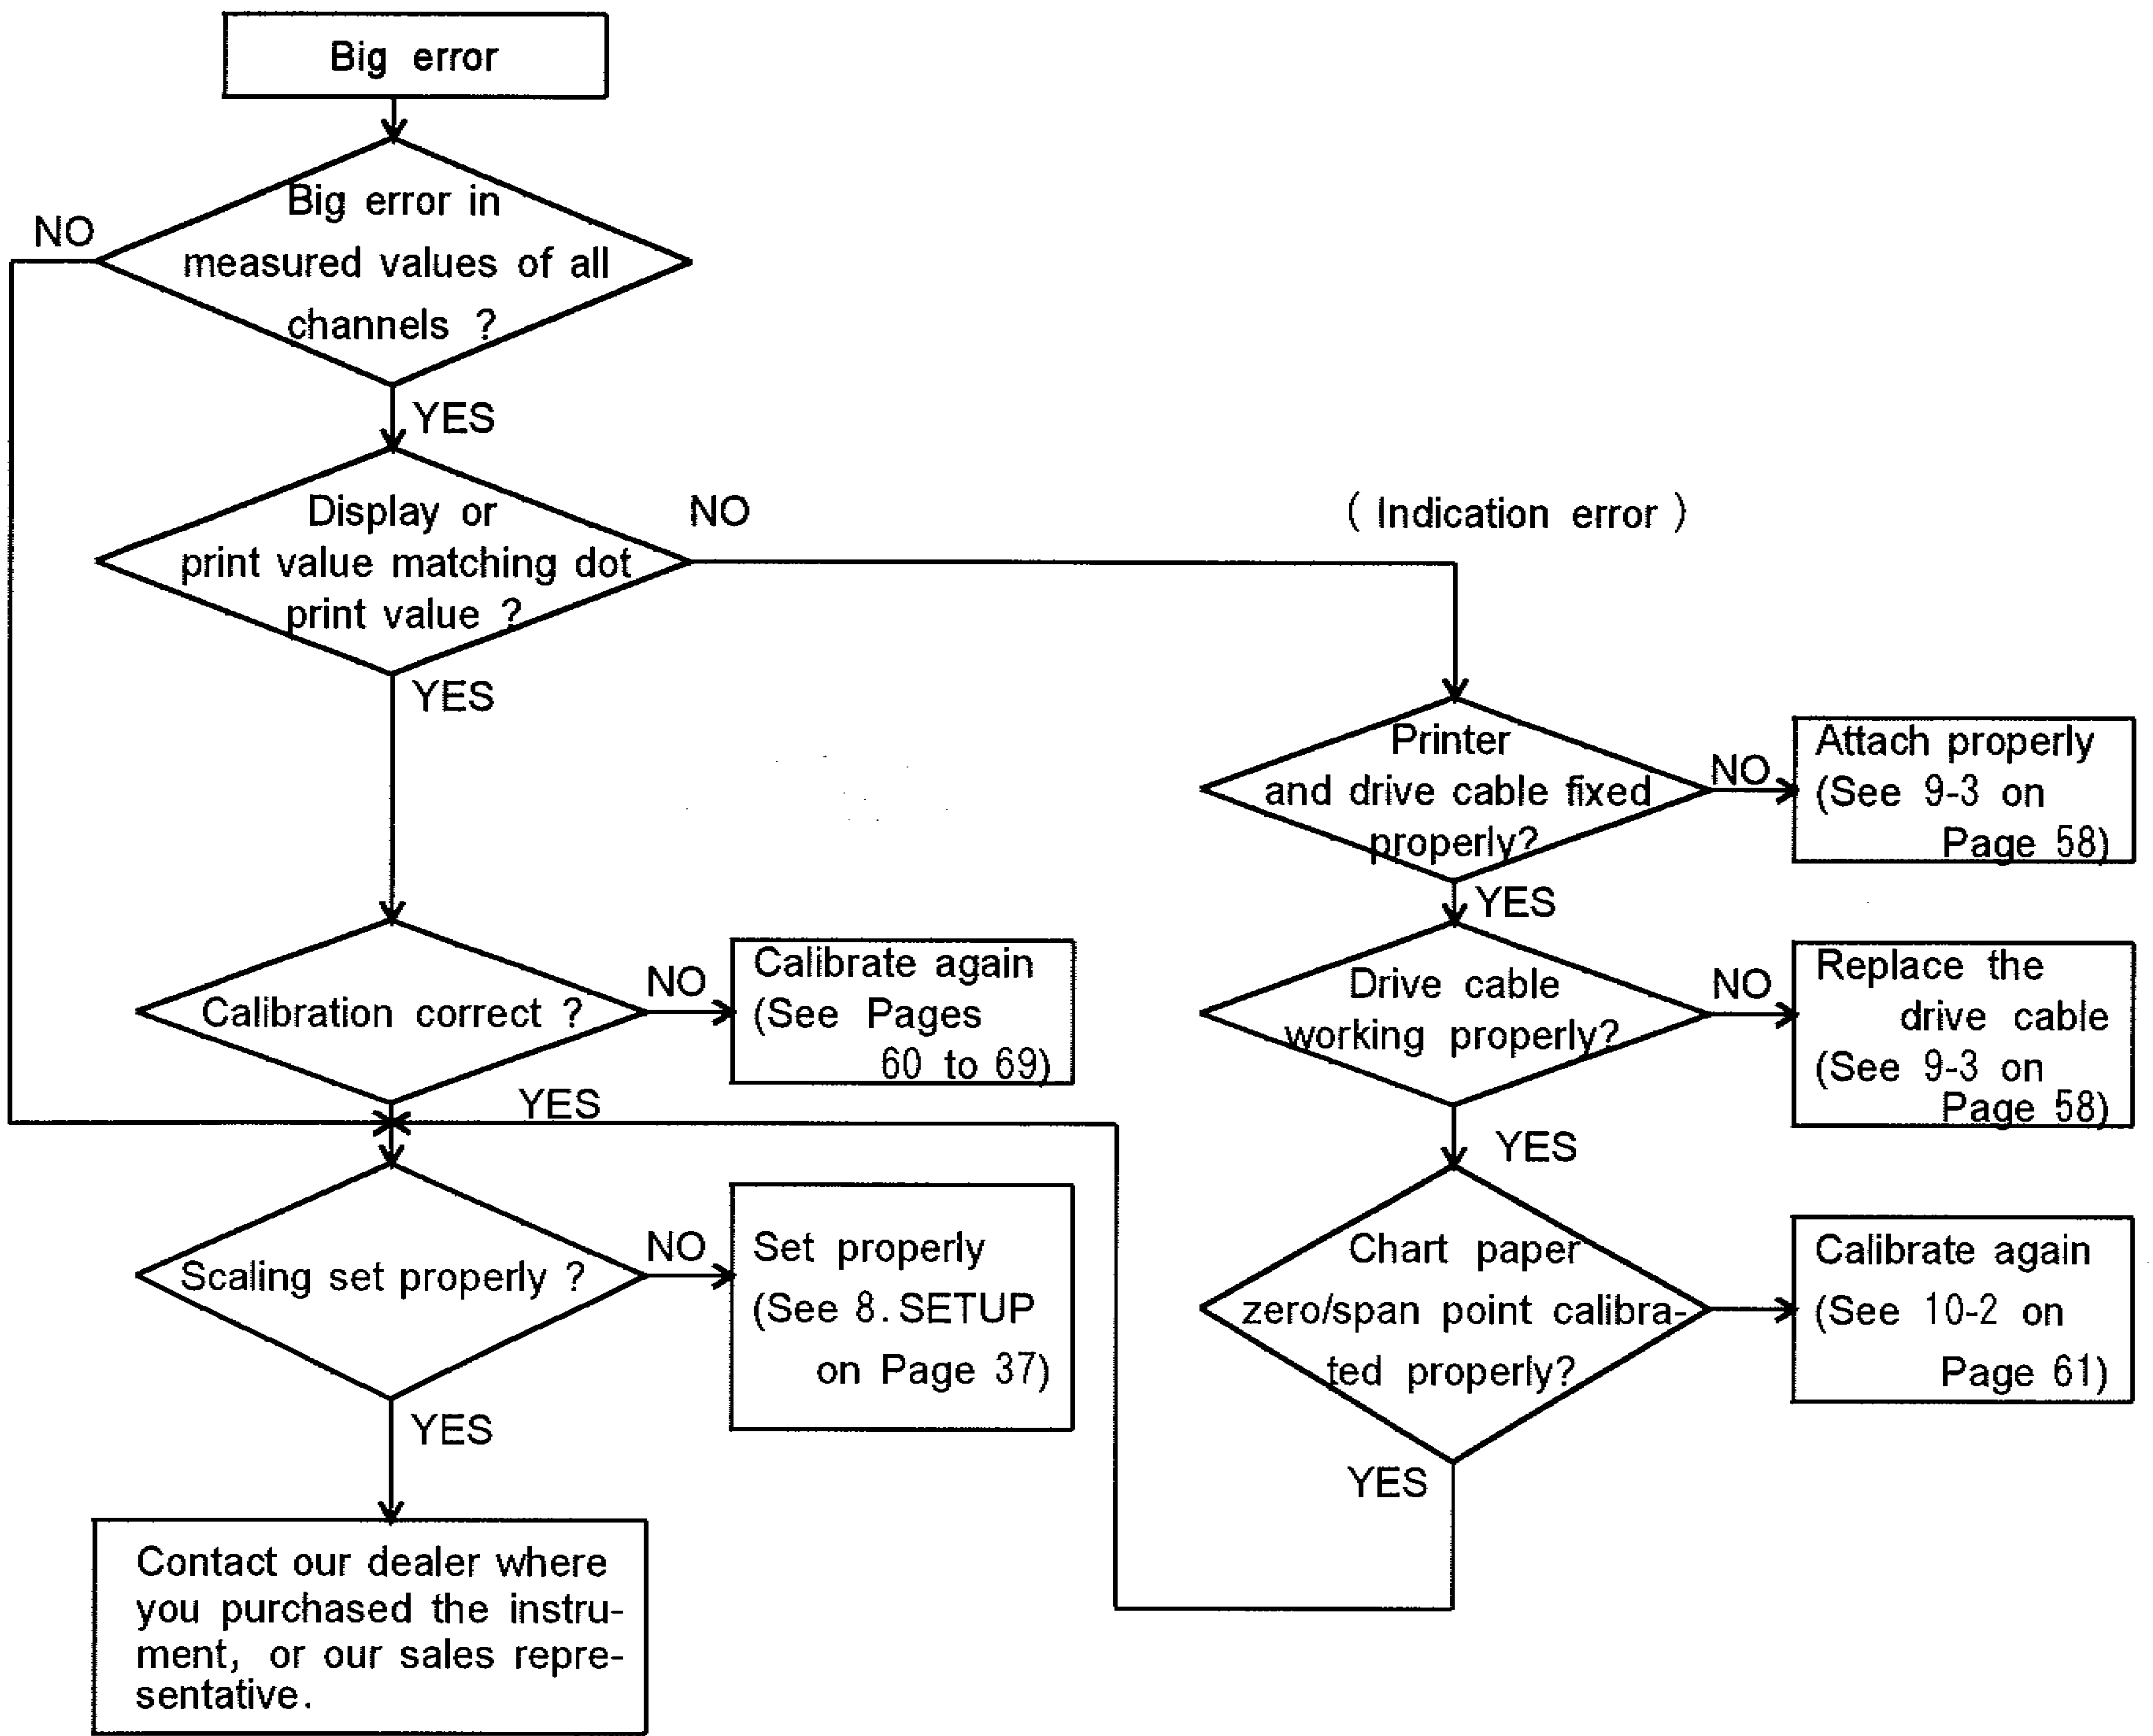 Big error
Big error in
measured values of all
channels ?
NO
YES
Display or
print value matching dot
print value ?
NO
( Indication error )
YES
Printer
and drive cable fixed
properly?
NO
Attach properly
(See 9-3 on
Page 58)
YES
Calibration correct ?
NO
Calibrate again
(See Pages
60 to 69)
YES
Drive cable
working properly?
NO
Replace the
drive cable
(See 9-3 on
Page 58)
YES
Scaling set properly ?
NO
Set properly
(See 8. SETUP
on Page 37)
YES
Chart paper
zero/span point calibra-
ted properly?
Calibrate again
(See 10-2 on
Page 61)
YES
Contact our dealer where
you purchased the instru-
ment, or our sales repre-
sentative.